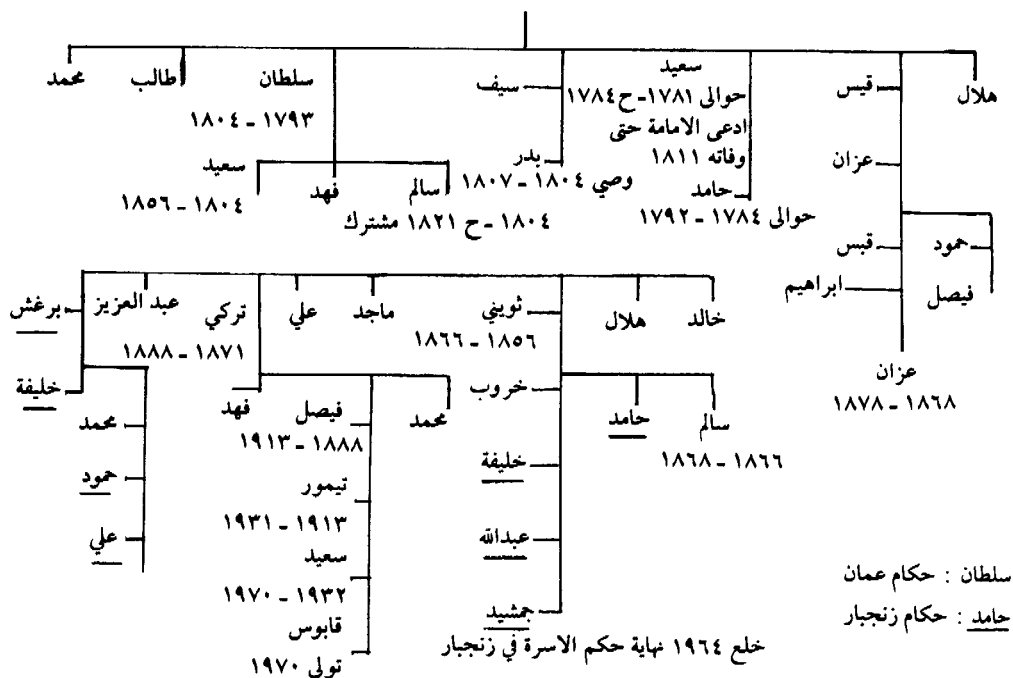 هلال
قيس
سعيد
حوالى ١٧٨١-ح ١٧٨٤
ادعى الامامة حتى
وفاته ١٨١١
سيف
سلطان
١٧٩٣ - ١٨٠٤
طالب
محمد
عزان
حامد
حوالى ١٧٨٤ - ١٧٩٢
بدر
وصي ١٨٠٤ - ١٨٠٧
سالم
١٨٠٤ - ح ١٨٢١ مشترك
فهد
سعيد
١٨٠٤ - ١٨٥٦
حمود
فيصل
قبس
ابراهيم
عزان
١٨٦٨ - ١٨٧٨
خالد
هلال
ثويني
١٨٥٦ - ١٨٦٦
ماجد
علي
تركي
١٨٧١ - ١٨٨٨
عبد العزيز
برغش
سالم
١٨٦٦ - ١٨٦٨
حامد
خروب
محمد
فيصل
١٨٨٨ - ١٩١٣
فهد
خليفة
خليفة
محمد
تيمور
١٩١٣ - ١٩٣١
حمود
عبدالله
سعيد
١٩٣٢ - ١٩٧٠
علي
جمشيد
خلع ١٩٦٤ نهاية حكم الاسرة في زنجبار
قابوس
تولى ١٩٧٠
سلطان : حكام عمان
حامد : حكام زنجبار